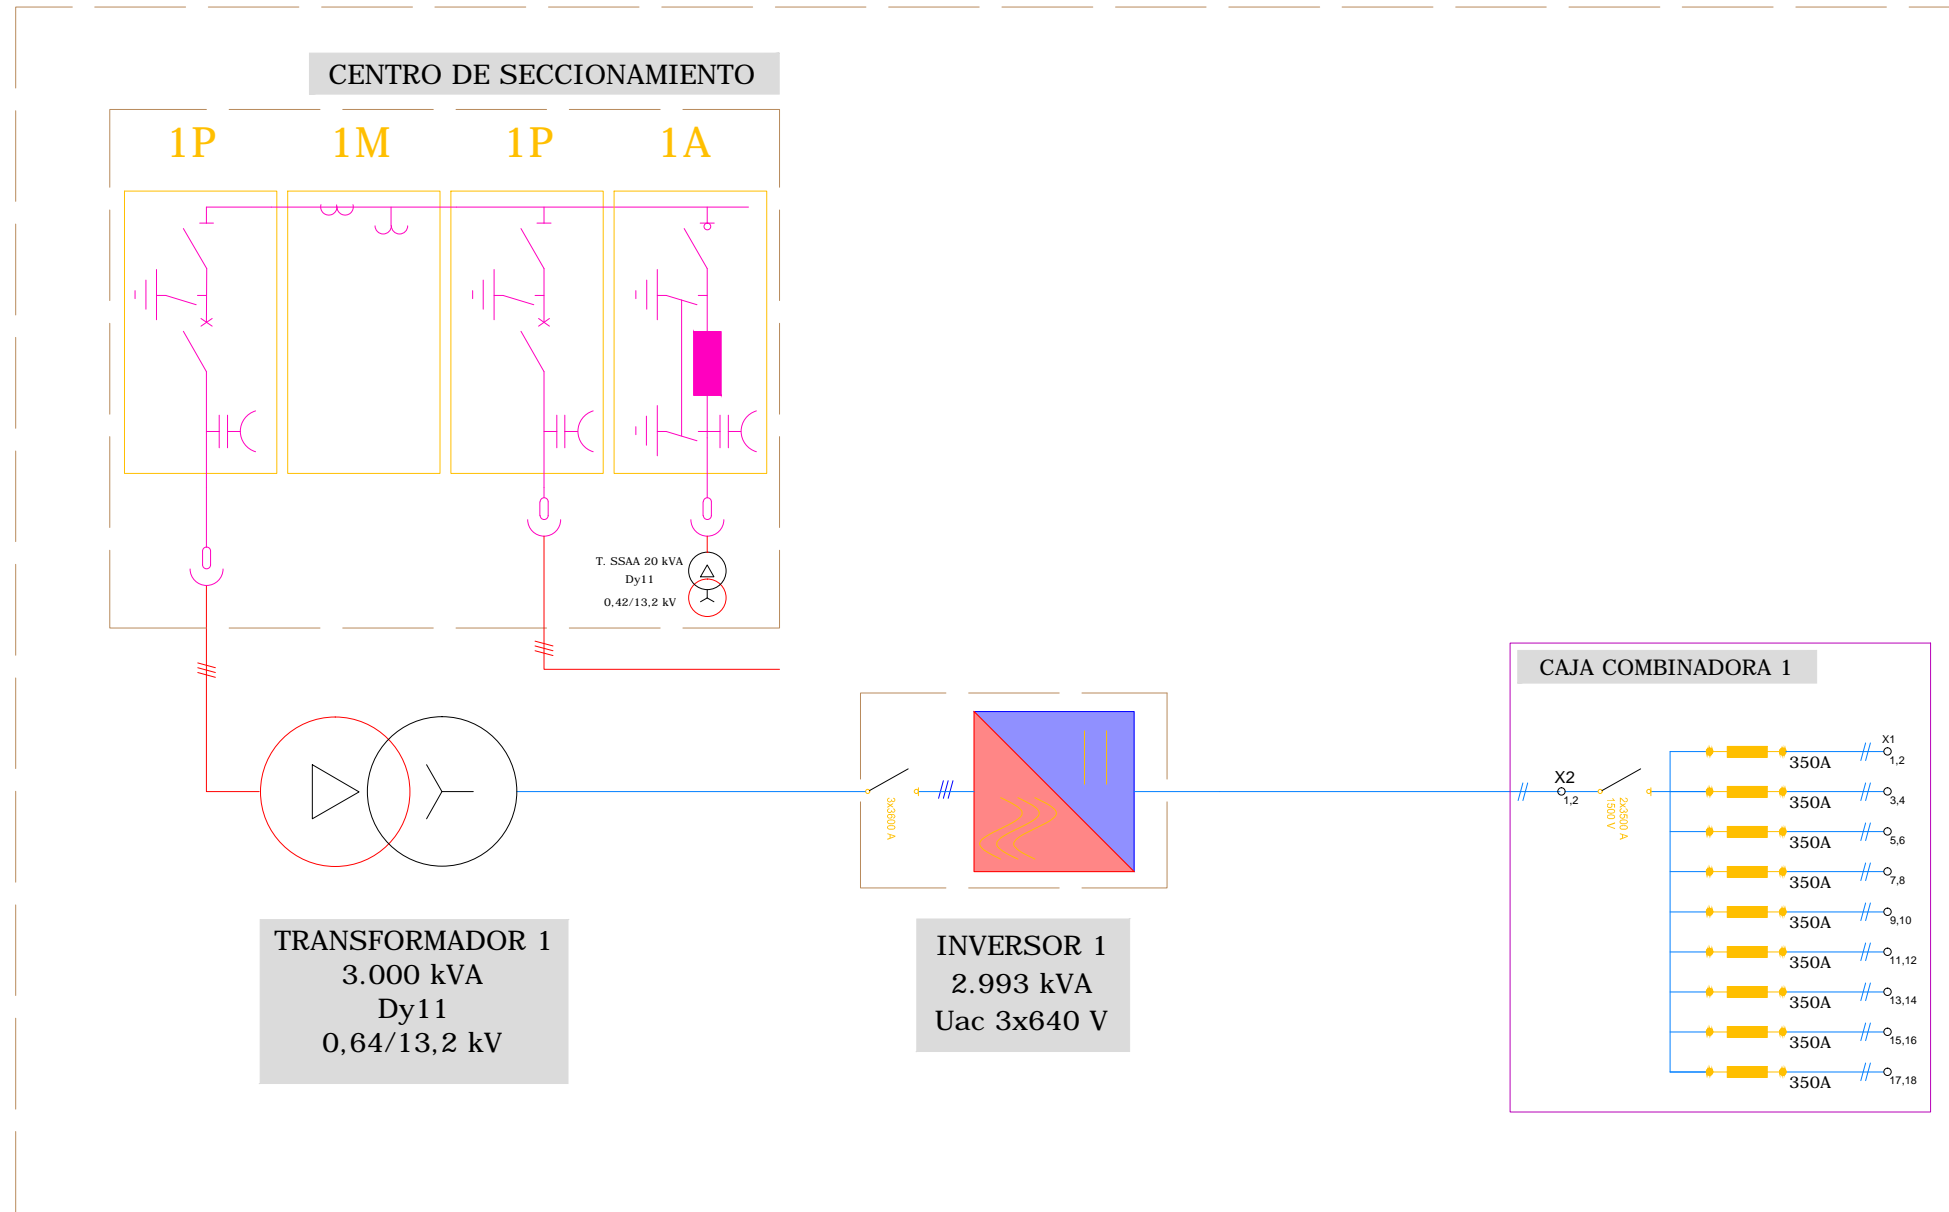 CENTRO DE SECCIONAMIENTO
1P
1M
1P
1A
T. SSAA 20 kVA
Dy11
0,42/13,2 kV
TRANSFORMADOR 1
3.000 kVA
Dy11
0,64/13,2 kV
3x3600 A
INVERSOR 1
2.993 kVA
Uac 3x640 V
CAJA COMBINADORA 1
X2
1,2
2x3500 A
1500 V
X1
350A
1,2
350A
3,4
350A
5,6
350A
7,8
350A
9,10
350A
11,12
350A
13,14
350A
15,16
350A
17,18